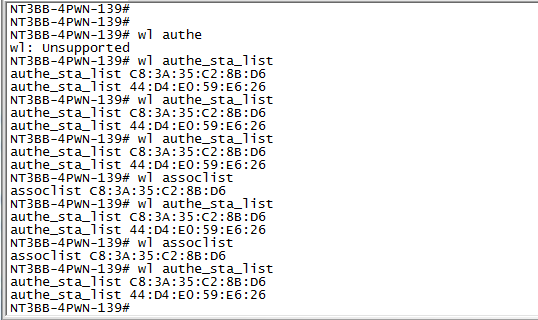 NT3BB-4PWN-139#
NT3BB-4PWN-139#
NT3BB-4PWN-139# wl authe
wl: Unsupported
NT3BB-4PWN-139# wl authe_sta_list
authe_sta_list C8:3A:35:C2:8B:D6
authe_sta_list 44:D4:E0:59:E6:26
NT3BB-4PWN-139# wl authe_sta_list
authe_sta_list C8:3A:35:C2:8B:D6
authe_sta_list 44:D4:E0:59:E6:26
NT3BB-4PWN-139# wl authe_sta_list
authe_sta_list C8:3A:35:C2:8B:D6
authe_sta_list 44:D4:E0:59:E6:26
NT3BB-4PWN-139# wl assoclist
assoclist C8:3A:35:C2:8B:D6
NT3BB-4PWN-139# wl authe_sta_list
authe_sta_list C8:3A:35:C2:8B:D6
authe_sta_list 44:D4:E0:59:E6:26
NT3BB-4PWN-139# wl assoclist
assoclist C8:3A:35:C2:8B:D6
NT3BB-4PWN-139# wl authe_sta_list
authe_sta_list C8:3A:35:C2:8B:D6
authe_sta_list 44:D4:E0:59:E6:26
NT3BB-4PWN-139#